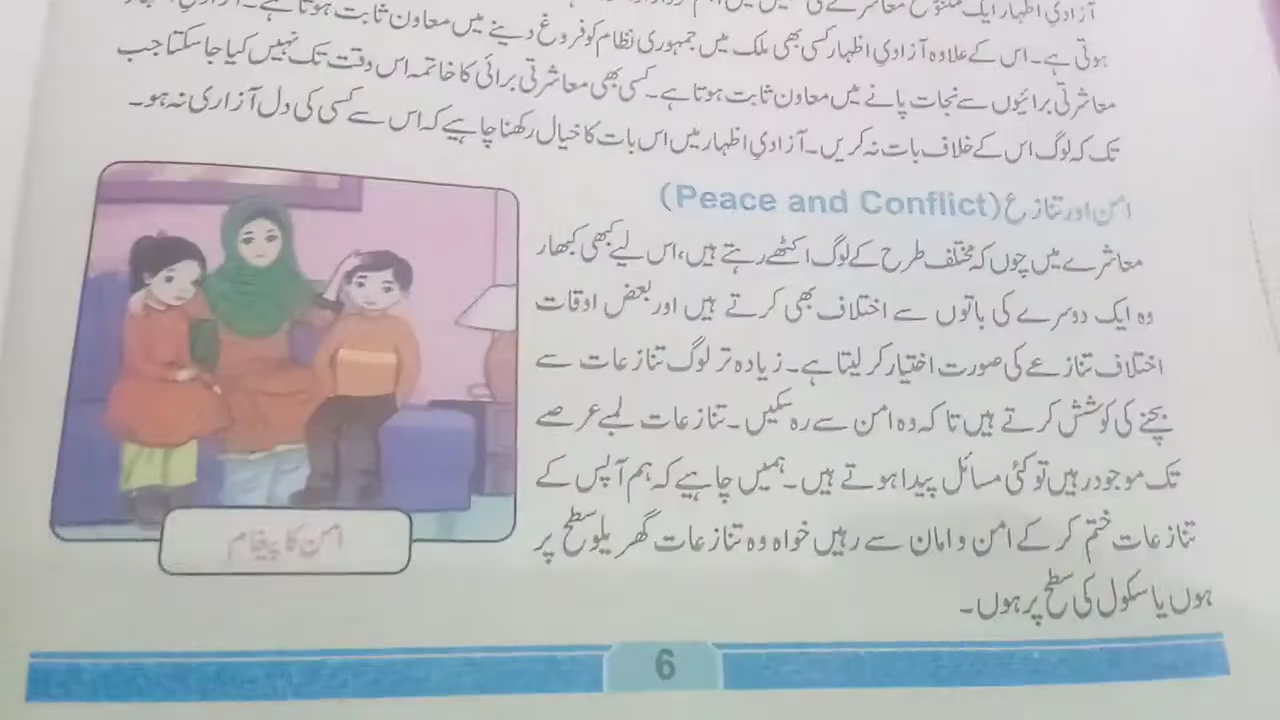 آزادیِ اظہار ایک متنوع معاشرے کی
ہوتی ہے۔ اس کے علاوہ آزادیِ اظہار کسی بھی ملک میں جمہوری نظام کو فروغ دینے میں معاون ثابت ہوتا ہے۔
معاشرتی برائیوں سے نجات پانے میں معاون ثابت ہوتا ہے۔ کسی بھی معاشرتی برائی کا خاتمہ اس وقت تک نہیں کیا جا سکتا جب
تک کہ لوگ اس کے خلاف بات نہ کریں۔ آزادیِ اظہار میں اس بات کا خیال رکھنا چاہیے کہ اس سے کسی کی دل آزاری نہ ہو۔
امن اور تنازع (Peace and Conflict)
معاشرے میں چوں کہ مختلف طرح کے لوگ اکٹھے رہتے ہیں، اس لیے کبھی کبھار
وہ ایک دوسرے کی باتوں سے اختلاف بھی کرتے ہیں اور بعض اوقات
اختلاف تنازعے کی صورت اختیار کر لیتا ہے۔ زیادہ تر لوگ تنازعات سے
بچنے کی کوشش کرتے ہیں تا کہ وہ امن سے رہ سکیں۔ تنازعات لمبے عرصے
تک موجود رہیں تو کئی مسائل پیدا ہوتے ہیں۔ ہمیں چاہیے کہ ہم آپس کے
تنازعات ختم کر کے امن و امان سے رہیں خواہ وہ تنازعات گھریلو سطح پر
ہوں یا سکول کی سطح پر ہوں۔
امن کا پیغام
6